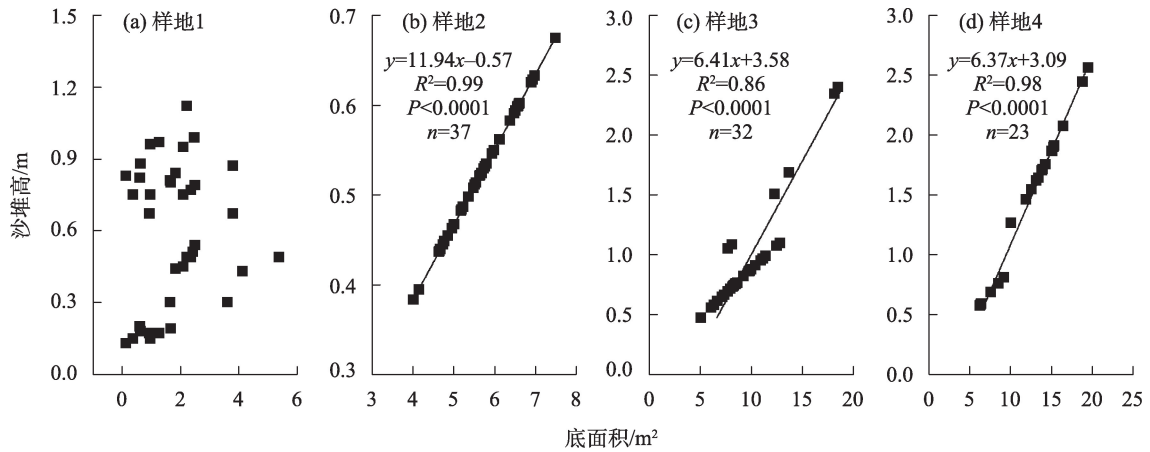 (a) 样地1
1.5
1.2
0.9
0.6
0.3
0.0
0 2 4 6
沙堆高/m
(b) 样地2
y=11.94x–0.57
R²=0.99
P<0.0001
n=37
0.7
0.6
0.5
0.4
0.3
3 4 5 6 7 8
(c) 样地3
y=6.41x+3.58
R²=0.86
P<0.0001
n=32
3.0
2.5
2.0
1.5
1.0
0.5
0.0
0 5 10 15 20
(d) 样地4
y=6.37x+3.09
R²=0.98
P<0.0001
n=23
3.0
2.5
2.0
1.5
1.0
0.5
0.0
0 5 10 15 20 25
底面积/m²